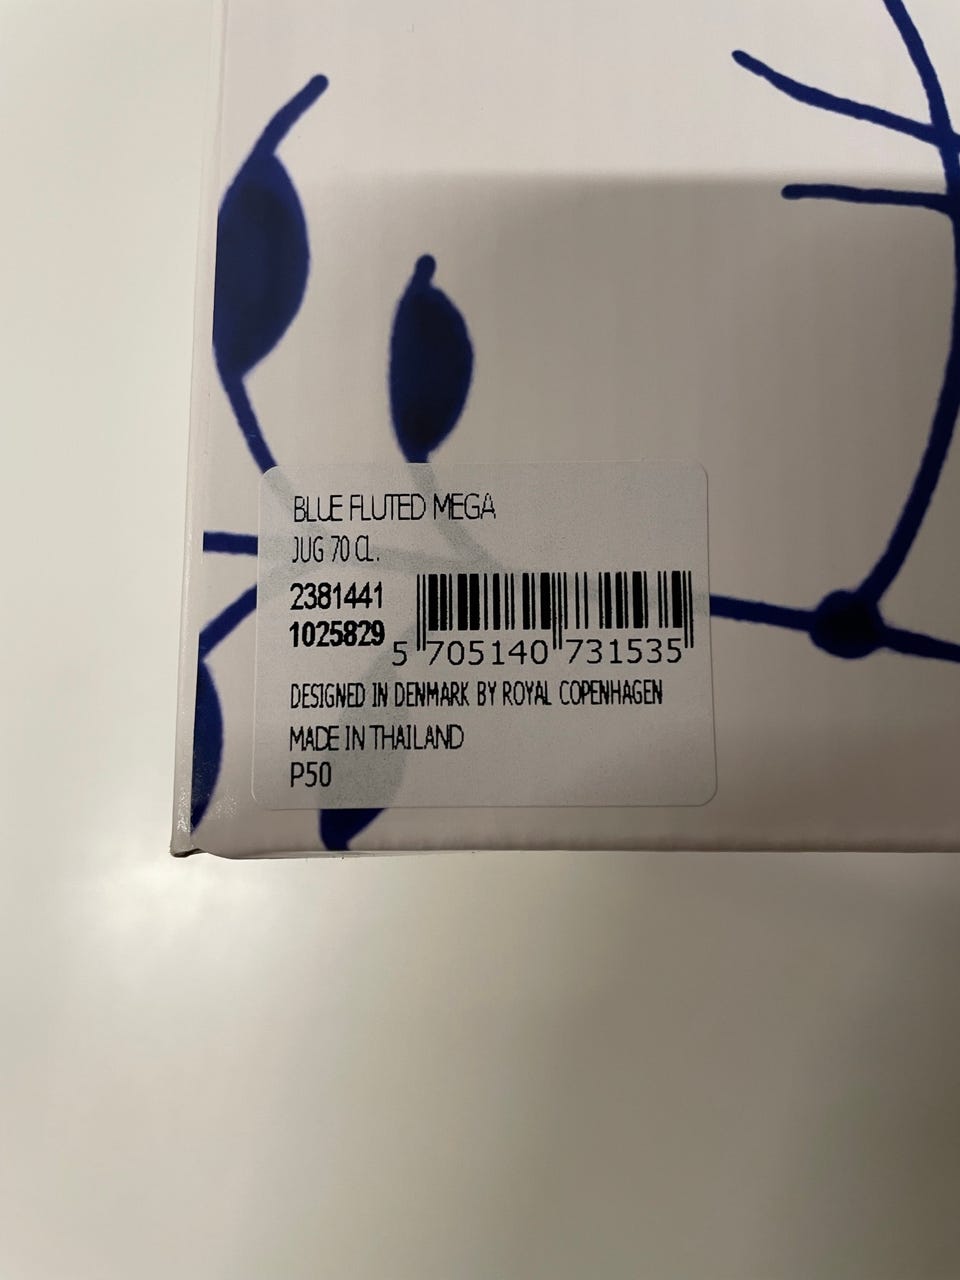 BLUE FLUTED MEGA
JUG 70 CL.
2381441
1025829
5 705140 731535
DESIGNED IN DENMARK BY ROYAL COPENHAGEN
MADE IN THAILAND
P50